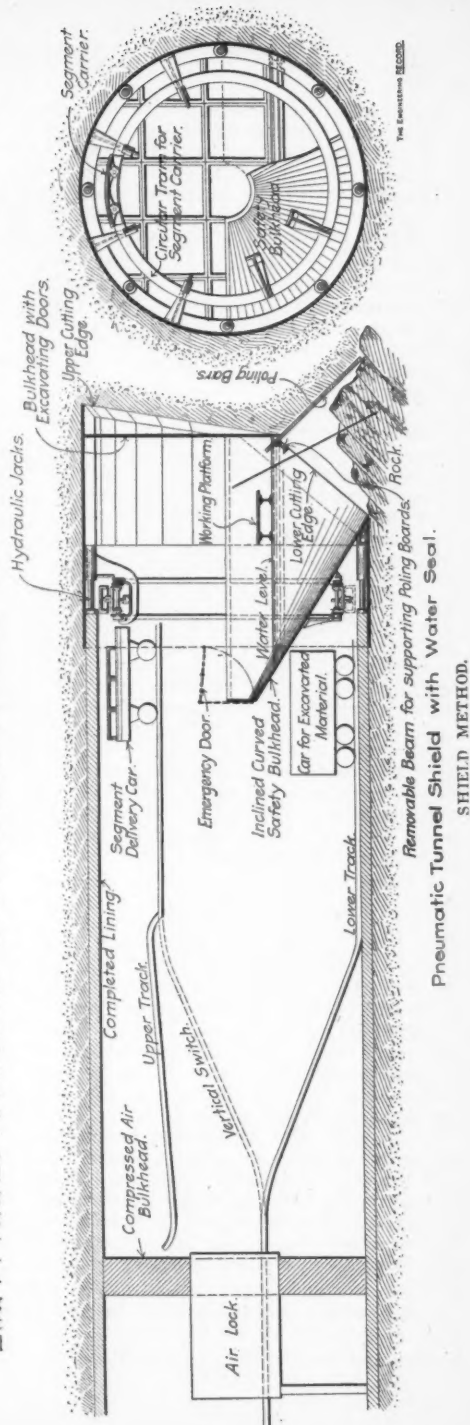 Segment
Carrier.
Circular Tram for
Segment Carrier.
Safety
Bulkhead
THE ENGINEERING RECORD.
Hydraulic Jacks.
Bulkhead with
Excavating Doors.
Upper Cutting
Edge.
Poling Bars
Working Platform
Water Level
Lower Cutting
Edge
Rock.
Segment
Delivery Car.
Emergency Door.
Inclined Curved
Safety Bulkhead.
Car for Excavated
Material.
Completed Lining
Upper Track.
Vertical Switch.
Lower Track
Compressed Air
Bulkhead.
Air Lock.
Removable Beam for supporting Poling Boards.
Pneumatic Tunnel Shield with Water Seal.
SHIELD METHOD.